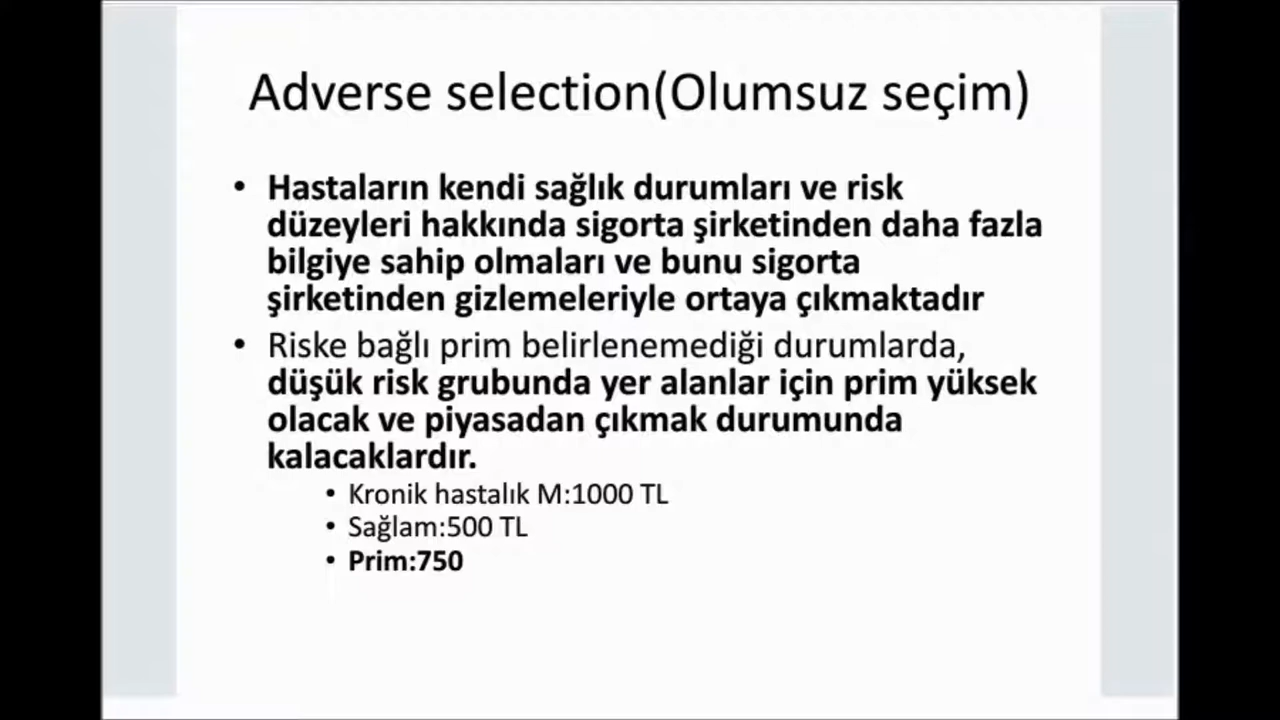 Adverse selection(Olumsuz seçim)
• Hastaların kendi sağlık durumları ve risk
düzeyleri hakkında sigorta şirketinden daha fazla
bilgiye sahip olmaları ve bunu sigorta
şirketinden gizlemeleriyle ortaya çıkmaktadır
• Riske bağlı prim belirlenemediği durumlarda,
düşük risk grubunda yer alanlar için prim yüksek
olacak ve piyasadan çıkmak durumunda
kalacaklardır.
• Kronik hastalık M:1000 TL
• Sağlam:500 TL
• Prim:750